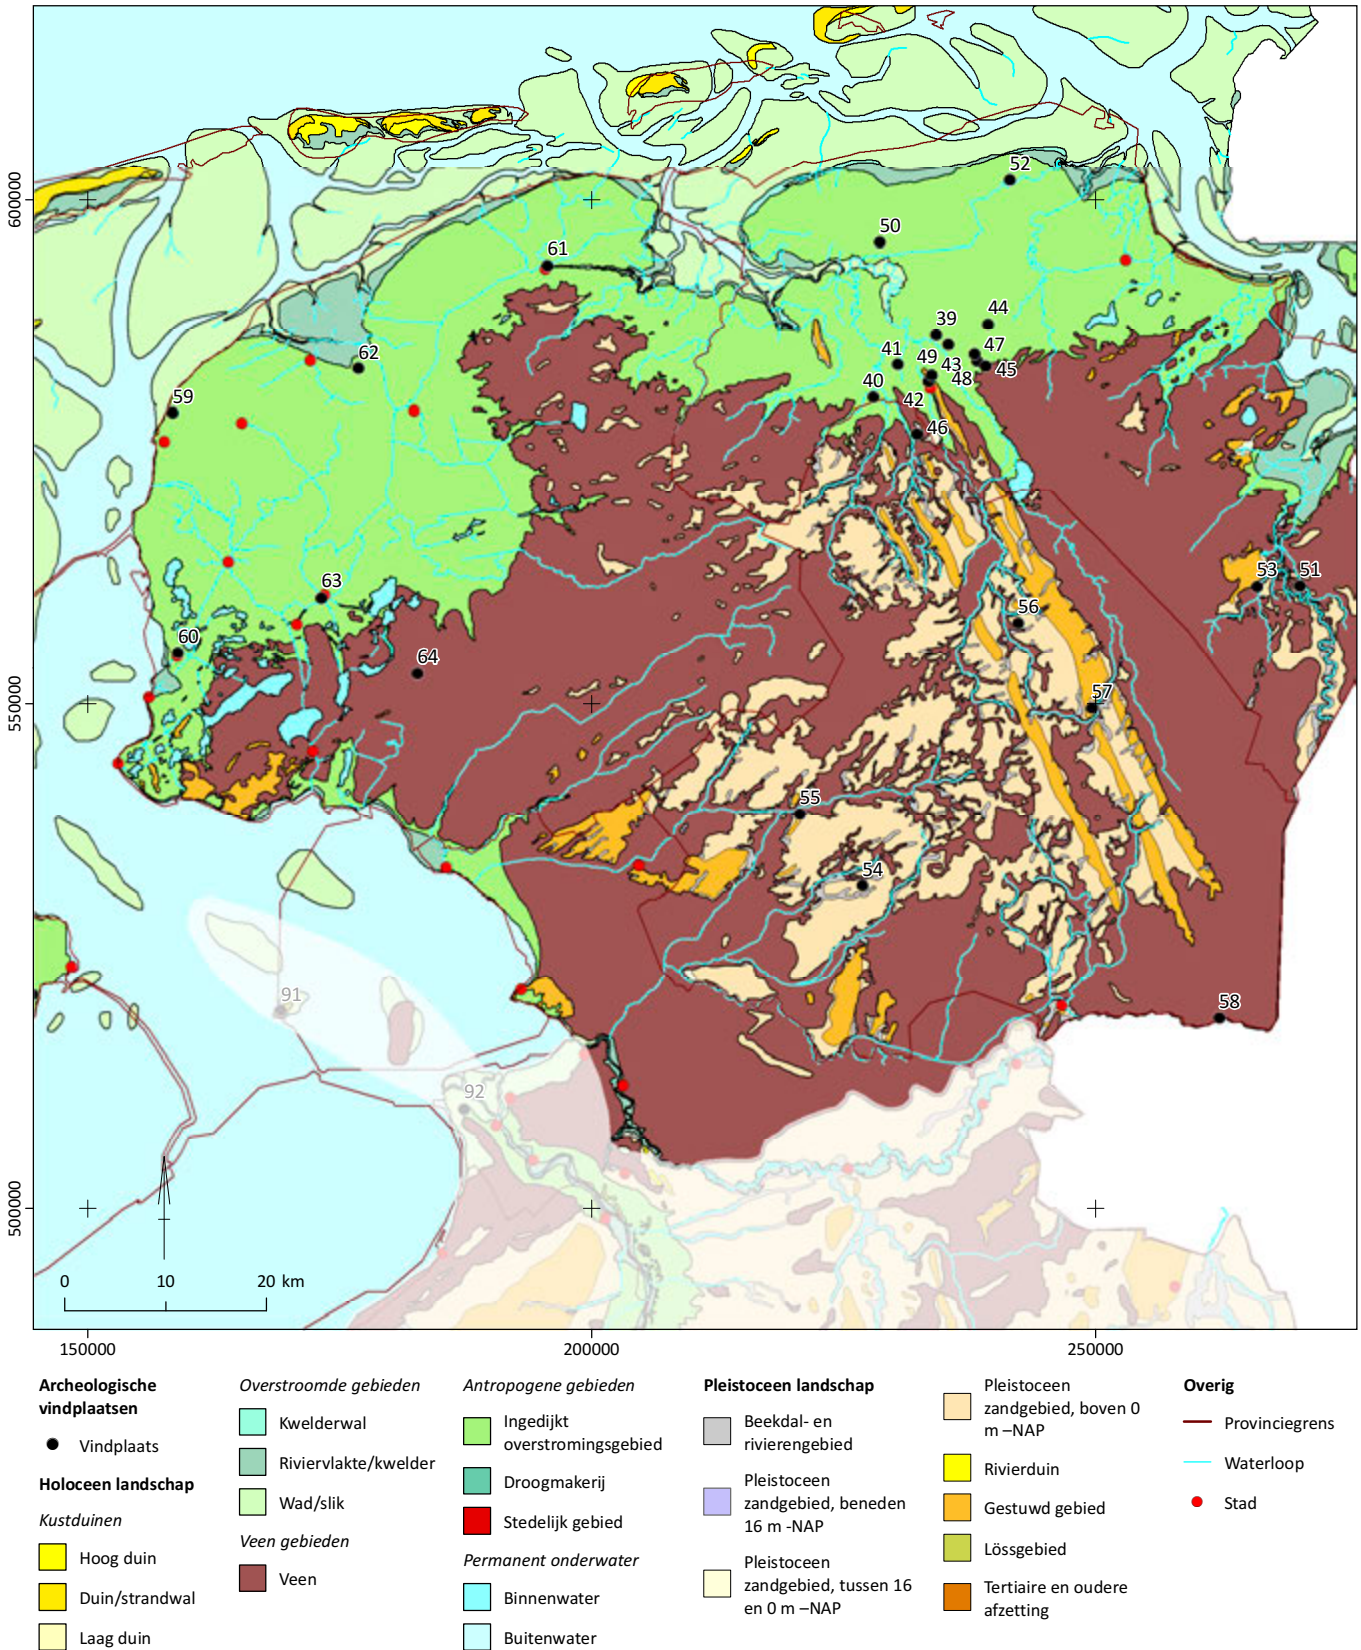 52
50
61
44
39
62
41
47
49
43
45
40
48
59
42
46
53
51
63
56
60
64
57
55
54
91
58
92
600000
550000
500000
0 10 20 km
150000 200000 250000
Archeologische vindplaatsen
Vindplaats
Holoceen landschap
Kustduinen
Hoog duin
Duin/strandwal
Laag duin
Overstroomde gebieden
Kwelderwal
Riviervlakte/kwelder
Wad/slik
Veen gebieden
Veen
Antropogene gebieden
Ingedijkt
overstromingsgebied
Droogmakerij
Stedelijk gebied
Permanent onderwater
Binnenwater
Buitenwater
Pleistoceen landschap
Beekdal- en
rivierengebied
Pleistoceen
zandgebied, beneden
16 m -NAP
Pleistoceen
zandgebied, tussen 16
en 0 m –NAP
Pleistoceen
zandgebied, boven 0
m –NAP
Rivierduin
Gestuwd gebied
Lössgebied
Tertiaire en oudere
afzetting
Overig
Provinciegrens
Waterloop
Stad